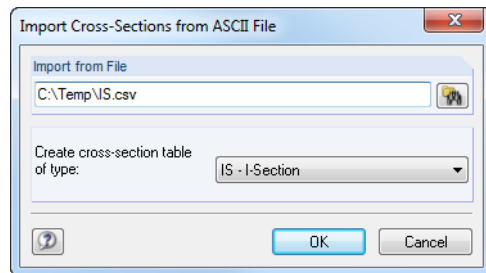 Import Cross-Sections from ASCII File
Import from File
C:\Temp\IS.csv
Create cross-section table
of type:
IS - I-Section
OK
Cancel